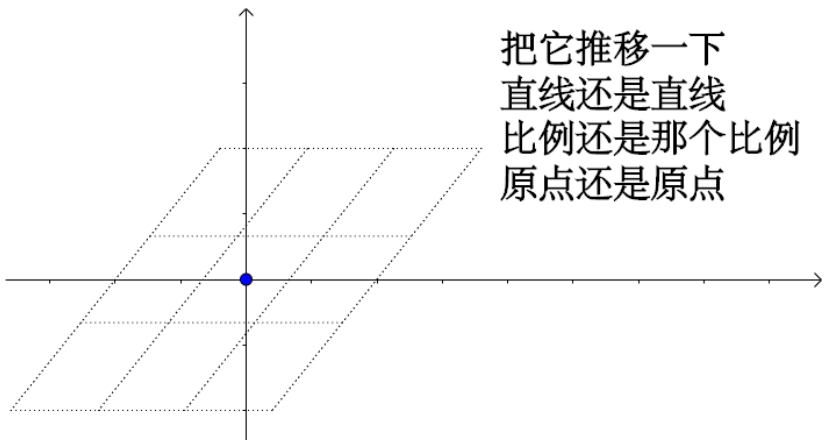 把它推移一下
直线还是直线
比例还是那个比例
原点还是原点